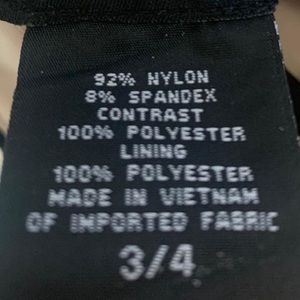 92% NYLON
8% SPANDEX
CONTRAST
100% POLYESTER
LINING
100% POLYESTER
MADE IN VIETNAM
OF IMPORTED FABRIC
3/4